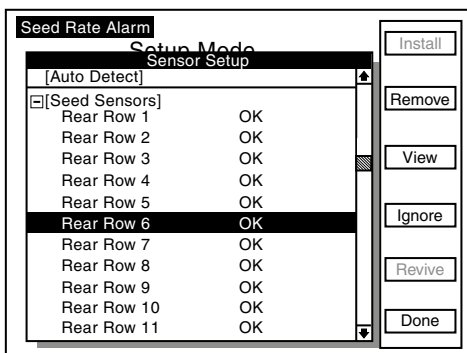 Seed Rate Alarm
Setup Mode
Sensor Setup
[Auto Detect]
[Seed Sensors]
Rear Row 1 OK
Rear Row 2 OK
Rear Row 3 OK
Rear Row 4 OK
Rear Row 5 OK
Rear Row 6 OK
Rear Row 7 OK
Rear Row 8 OK
Rear Row 9 OK
Rear Row 10 OK
Rear Row 11 OK
Install
Remove
View
Ignore
Revive
Done